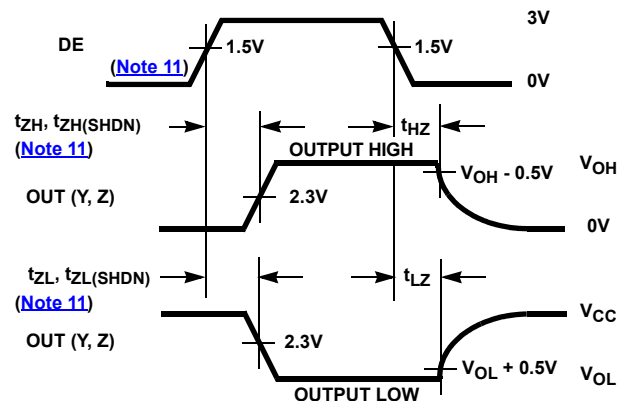 3V
DE
(Note 11)
1.5V
1.5V
0V
tZH, tZH(SHDN)
(Note 11)
tHZ
OUTPUT HIGH
VOH - 0.5V
VOH
OUT (Y, Z)
2.3V
0V
tZL, tZL(SHDN)
(Note 11)
tLZ
VCC
OUT (Y, Z)
2.3V
VOL + 0.5V
VOL
OUTPUT LOW